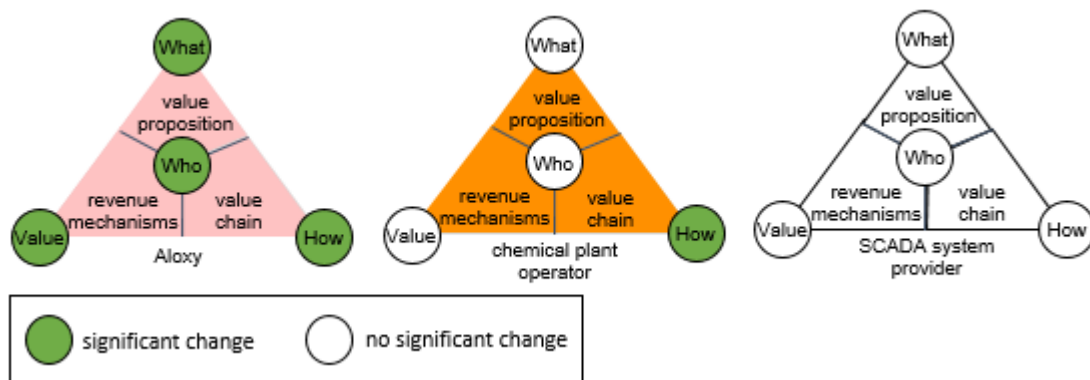 What
value
proposition
Who
revenue
mechanisms
value
chain
Value
How
Aloxy
What
value
proposition
Who
revenue
mechanisms
value
chain
Value
How
chemical plant
operator
What
value
proposition
Who
revenue
mechanisms
value chain
Value
How
SCADA system
provider
significant change
no significant change